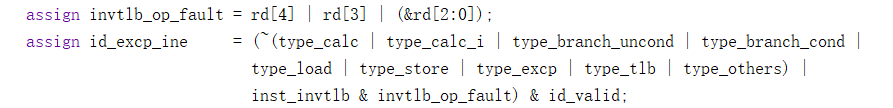 assign invtlb_op_fault = rd[4] | rd[3] | (&rd[2:0]);
assign id_excp_ine     = (~(type_calc | type_calc_i | type_branch_uncond | type_branch_cond |
type_load | type_store | type_excp | type_tlb | type_others) |
inst_invtlb & invtlb_op_fault) & id_valid;